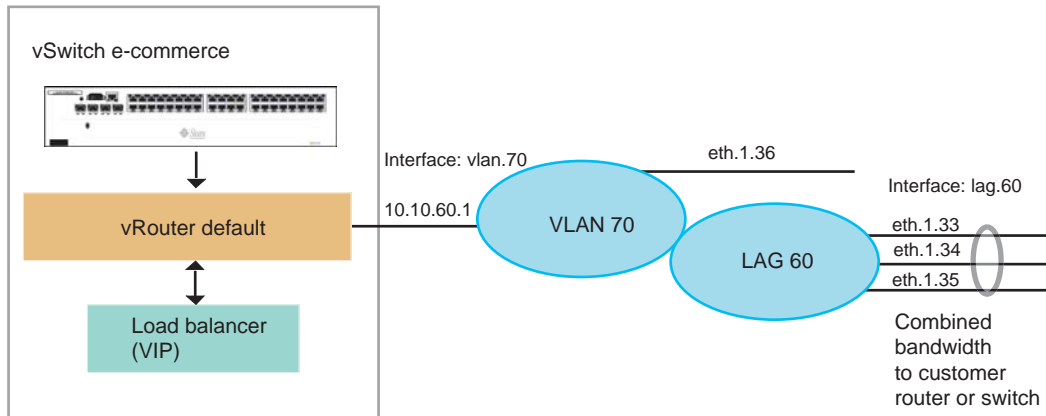 vSwitch e-commerce
Sun
vRouter default
Load balancer
(VIP)
Interface: vlan.70
10.10.60.1
VLAN 70
eth.1.36
LAG 60
Interface: lag.60
eth.1.33
eth.1.34
eth.1.35
Combined
bandwidth
to customer
router or switch